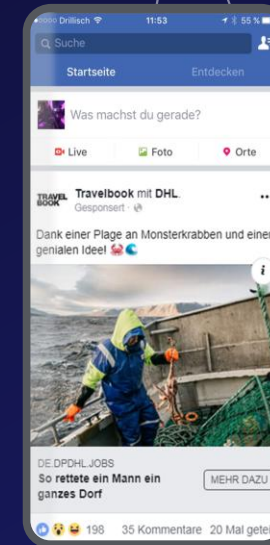 Drillisch
11:53
55 %
Suche
Startseite
Entdecken
Was machst du gerade?
Live
Foto
Orte
TRAVEL
BOOK
Travelbook mit DHL.
Gesponsert ·
Dank einer Plage an Monsterkrabben und einer
genialen Idee! 🦀🌊
i
DE.DPDHL.JOBS
So rettete ein Mann ein
ganzes Dorf
MEHR DAZU
198
35 Kommentare
20 Mal geteilt